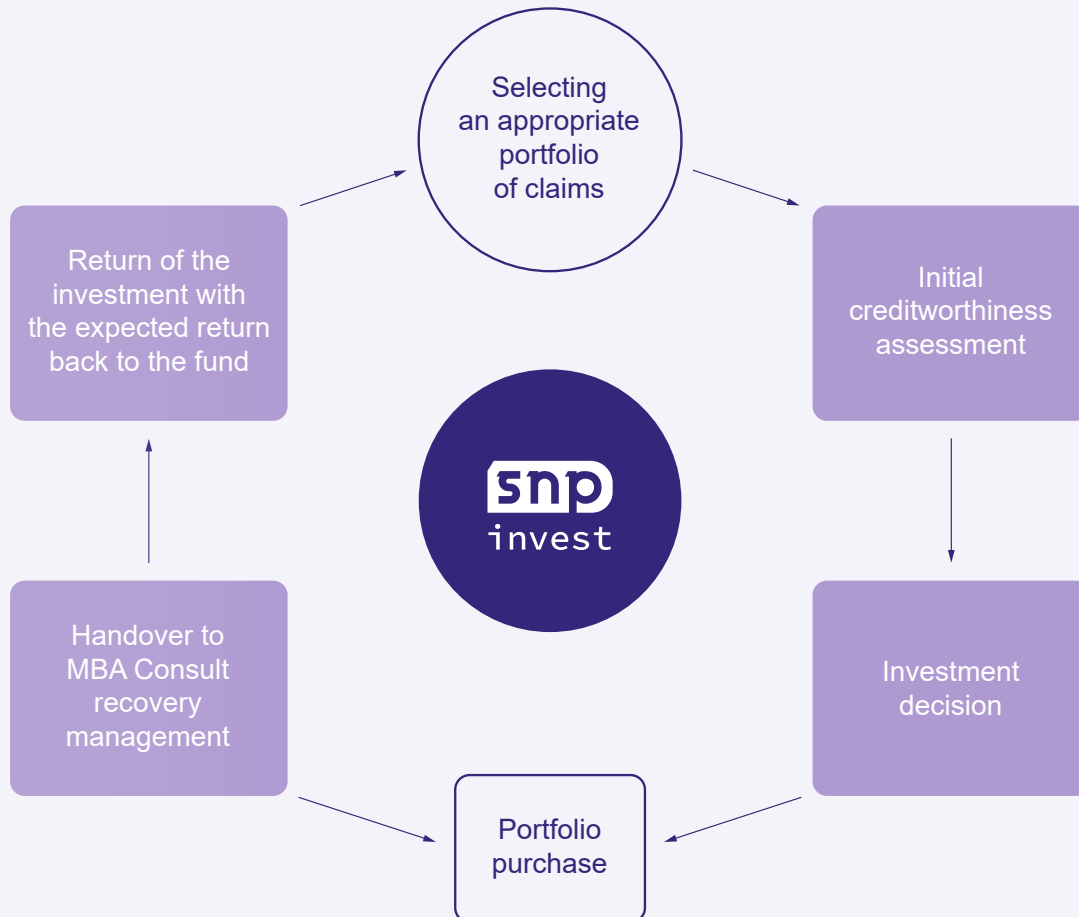 Selecting
an appropriate
portfolio
of claims
Return of the
investment with
the expected return
back to the fund
Initial
creditworthiness
assessment
snp
invest
Handover to
MBA Consult
recovery
management
Investment
decision
Portfolio
purchase